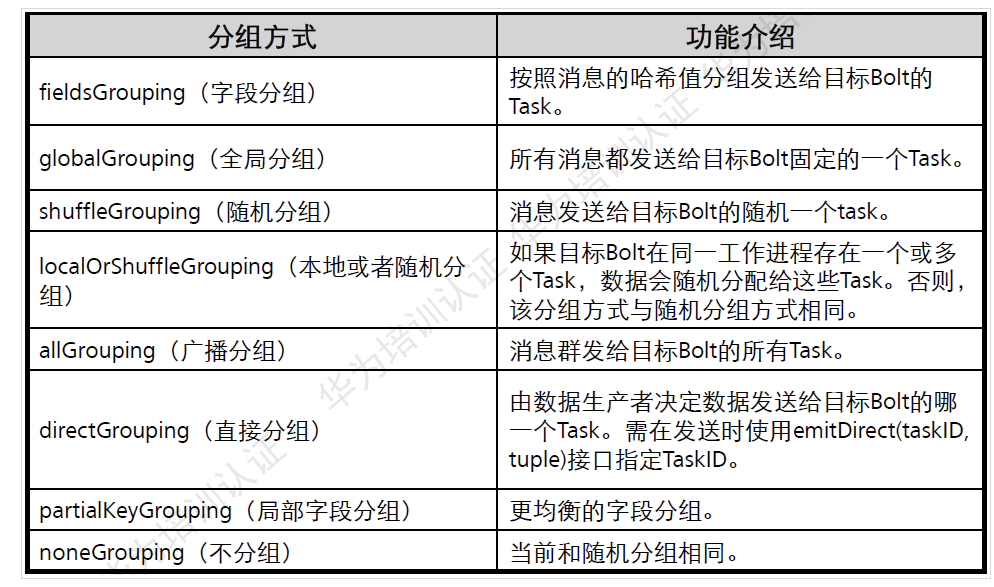 分组方式
功能介绍
fieldsGrouping（字段分组）
按照消息的哈希值分组发送给目标Bolt的
Task。
globalGrouping（全局分组）
所有消息都发送给目标Bolt固定的一个Task。
shuffleGrouping（随机分组）
消息发送给目标Bolt的随机一个task。
localOrShuffleGrouping（本地或者随机分
组）
如果目标Bolt在同一工作进程存在一个或多
个Task，数据会随机分配给这些Task。否则，
该分组方式与随机分组方式相同。
allGrouping（广播分组）
消息群发给目标Bolt的所有Task。
directGrouping（直接分组）
由数据生产者决定数据发送给目标Bolt的哪
一个Task。需在发送时使用emitDirect(taskID,
tuple)接口指定TaskID。
partialKeyGrouping（局部字段分组）
更均衡的字段分组。
noneGrouping（不分组）
当前和随机分组相同。
华为培训认证
华为培训认证
华为培训认证
华为培